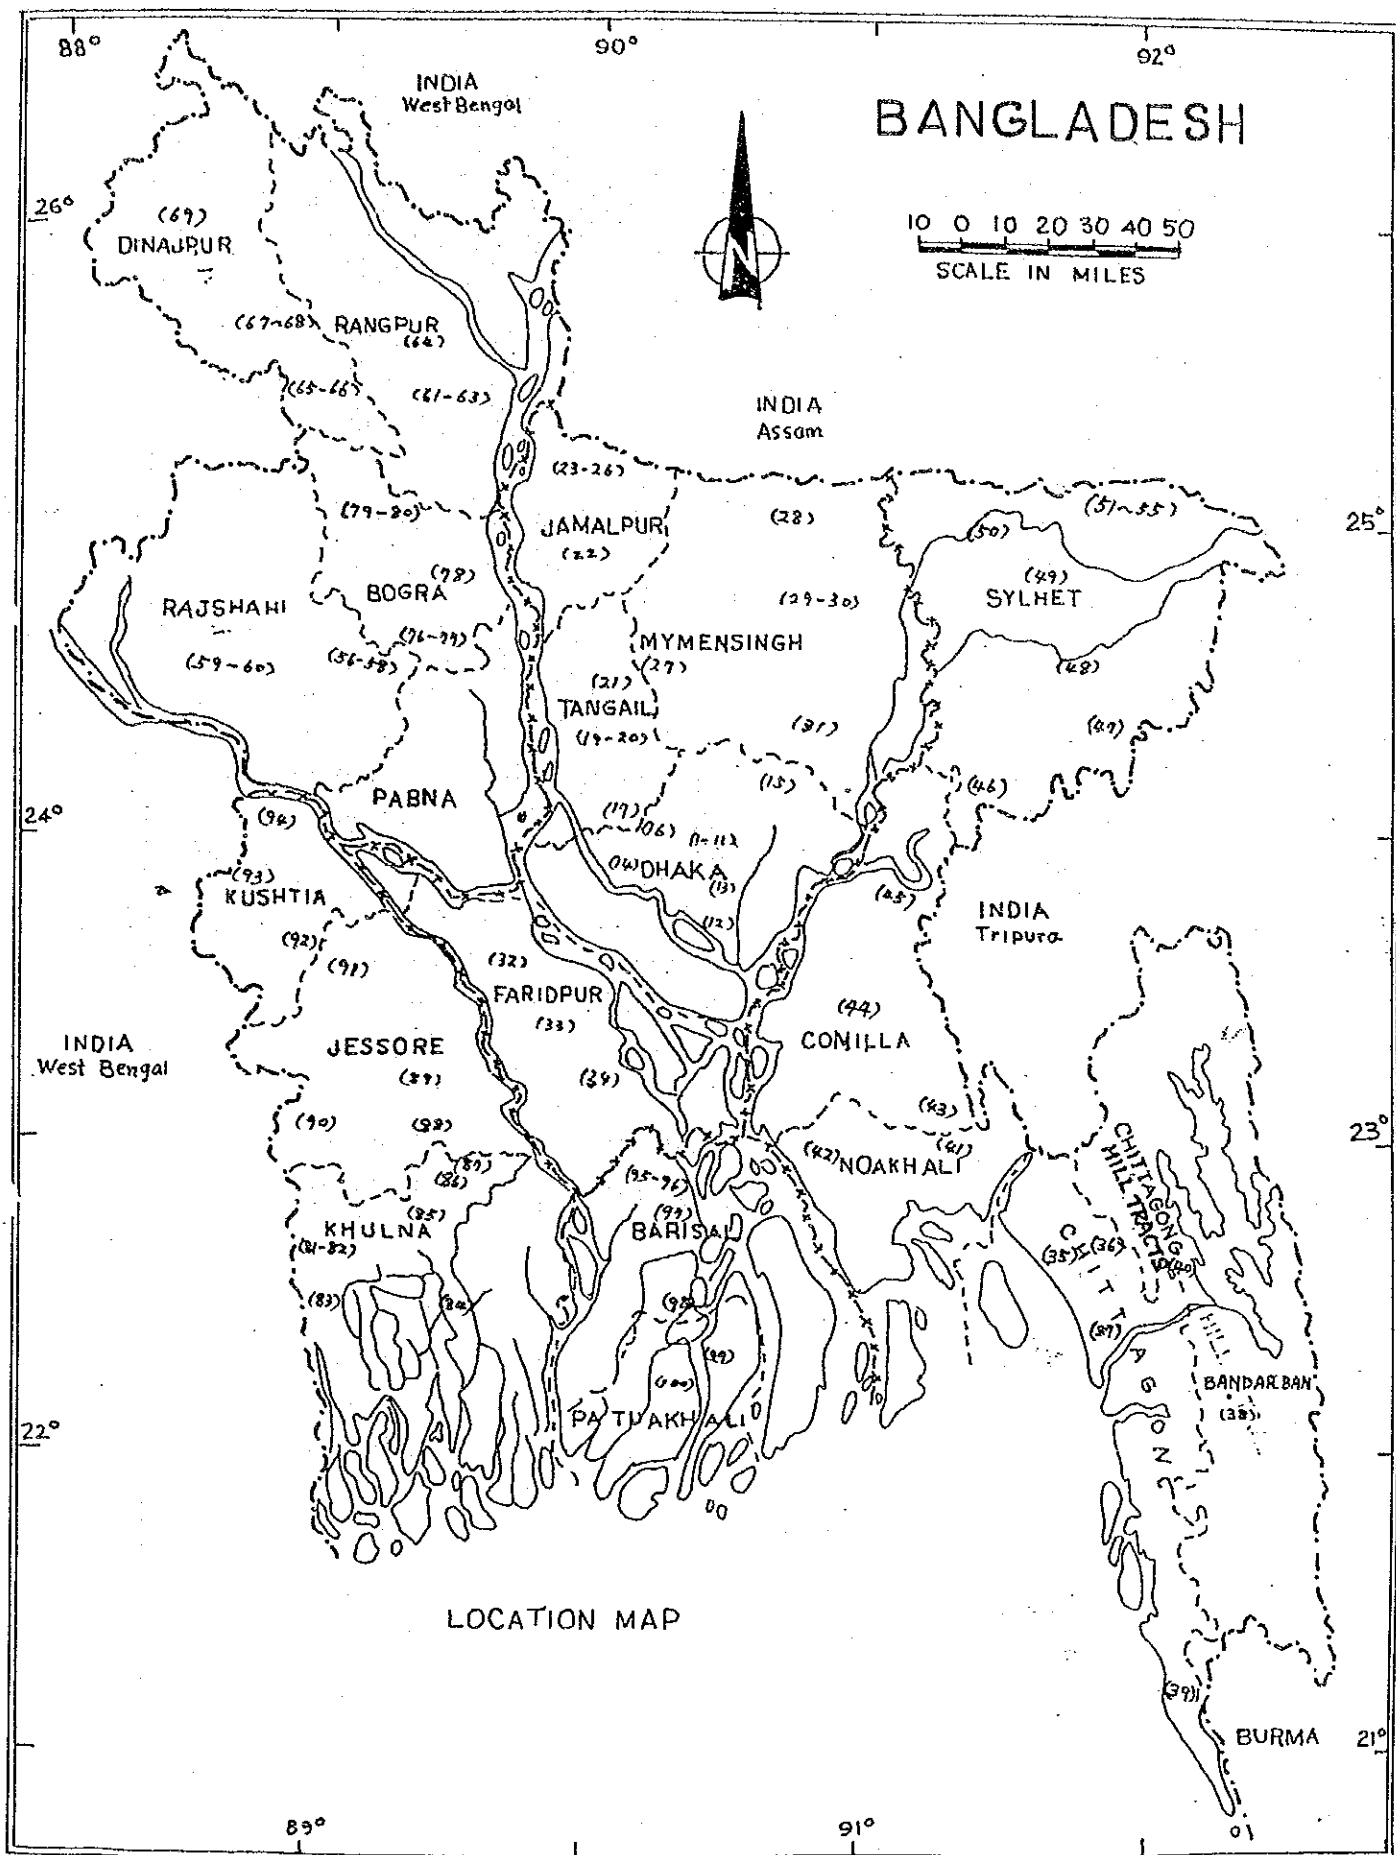 88°
90°
92°
INDIA
West Bengal
BANGLADESH
26°
(69)
DINAJPUR
N
10 0 10 20 30 40 50
SCALE IN MILES
(67~68)
RANGPUR
(64)
(65-66)
(61-63)
INDIA
Assam
(23-26)
(79-80)
JAMALPUR
(22)
(28)
(51~55)
25°
(50)
(78)
BOGRA
(49)
SYLHET
RAJSHAHI
(29-30)
(59-60)
(56-58)
MYMENSINGH
(27)
(48)
(21)
TANGAIL
(19-20)
(31)
(47)
(15)
(46)
PABNA
24°
(94)
(17)
DHAKA
(13)
(93)
KUSHTIA
(12)
(45)
INDIA
Tripura
(92)
(91)
(32)
FARIDPUR
(33)
(44)
COMILLA
INDIA
West Bengal
JESSORE
(89)
(34)
(90)
(88)
(43)
(42)
NOAKHALI
(41)
23°
(87)
(86)
(95-96)
CHITTAGONG
HILL TRACTS
KHULNA
(85)
(81-82)
BARISAL
(35)
(36)
(40)
(83)
(84)
(98)
(99)
(100)
CHITTAGONG
HILL
BANDARBAN
(38)
PATUAKHALI
22°
LOCATION MAP
(39)
BURMA
21°
89°
91°